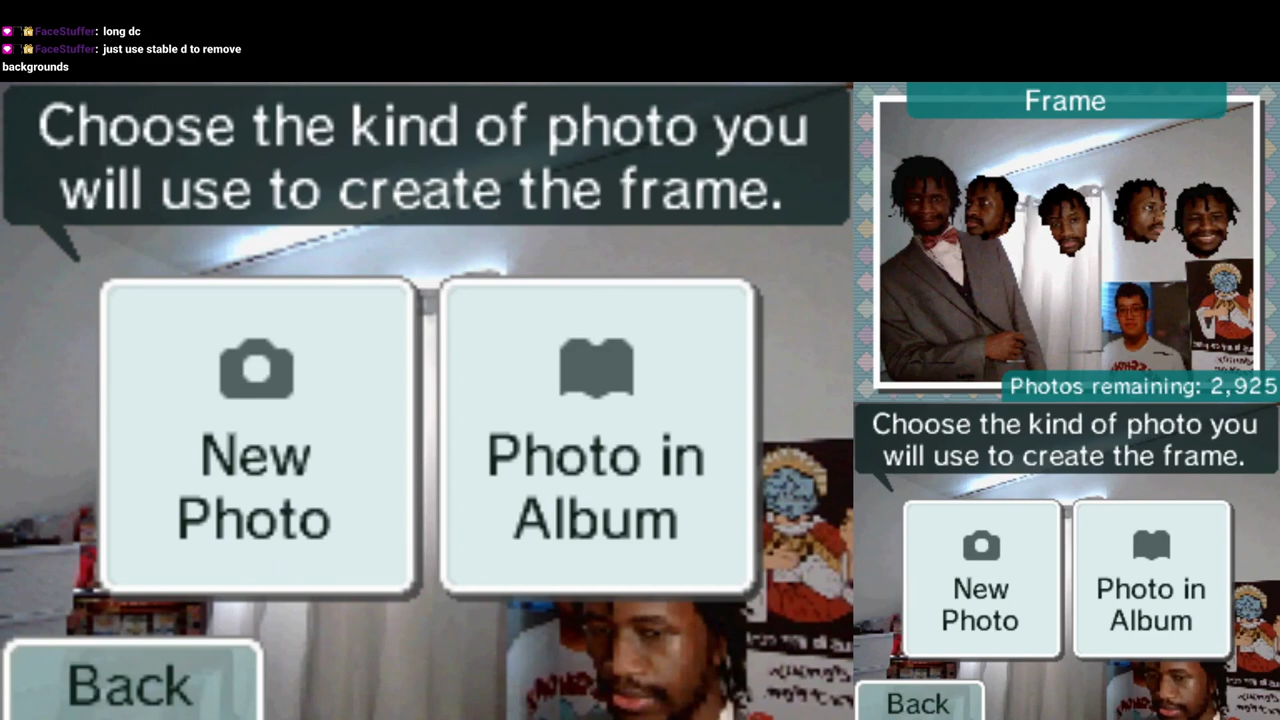 FaceStuffer: long dc
FaceStuffer: just use stable d to remove
backgrounds
Choose the kind of photo you
will use to create the frame.
New
Photo
Photo in
Album
Back
Frame
Photos remaining: 2,925
Choose the kind of photo you
will use to create the frame.
New
Photo
Photo in
Album
Back